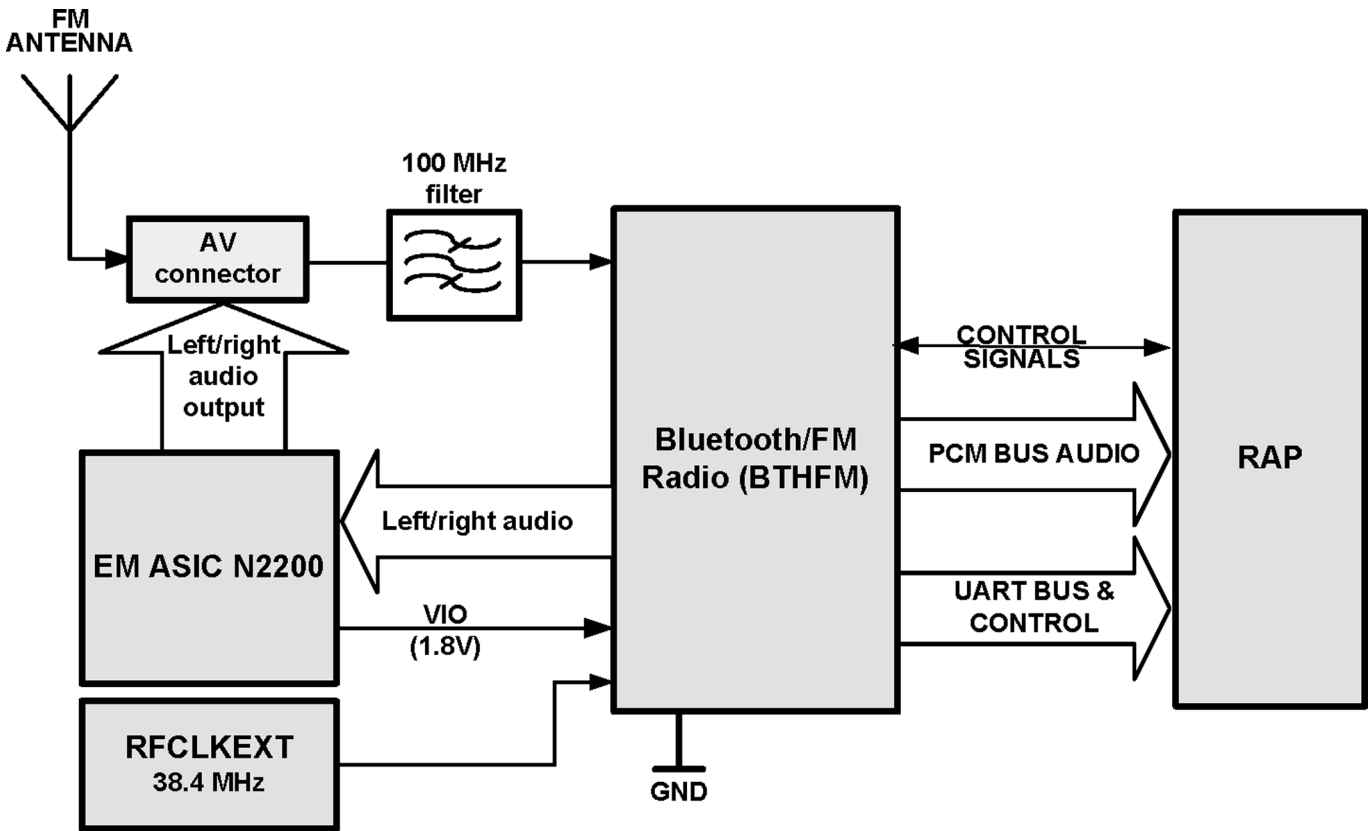 FM
ANTENNA
100 MHz
filter
AV
connector
Left/right
audio
output
CONTROL
SIGNALS
Bluetooth/FM
Radio (BTHFM)
PCM BUS AUDIO
RAP
Left/right audio
EM ASIC N2200
UART BUS &
CONTROL
VIO
(1.8V)
RFCLKEXT
38.4 MHz
GND